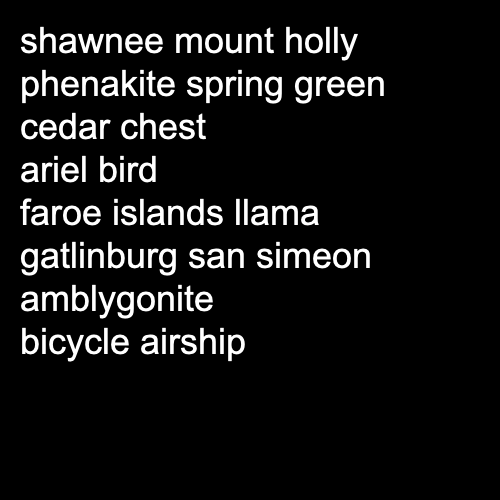 shawnee mount holly
phenakite spring green
cedar chest
ariel bird
faroe islands llama
gatlinburg san simeon
amblygonite
bicycle airship